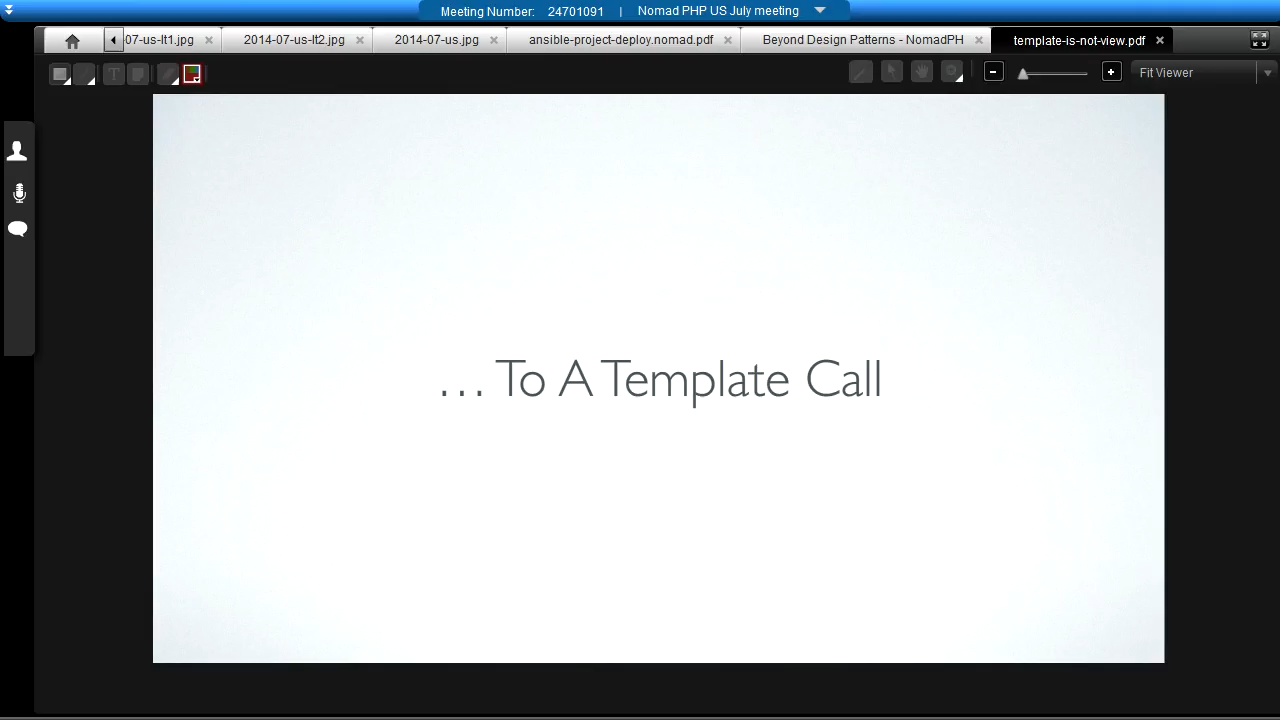 Meeting Number: 24701091 | Nomad PHP US July meeting
07-us-lt1.jpg 2014-07-us-lt2.jpg 2014-07-us.jpg ansible-project-deploy.nomad.pdf Beyond Design Patterns - NomadPH template-is-not-view.pdf
T Fit Viewer
… To A Template Call